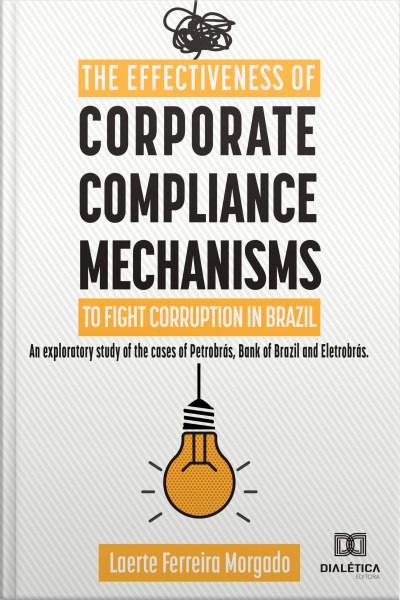 THE EFFECTIVENESS OF
CORPORATE
COMPLIANCE
MECHANISMS
TO FIGHT CORRUPTION IN BRAZIL
An exploratory study of the cases of Petrobrás, Bank of Brazil and Eletrobrás.
Laerte Ferreira Morgado
DIALÉTICA
EDITORA